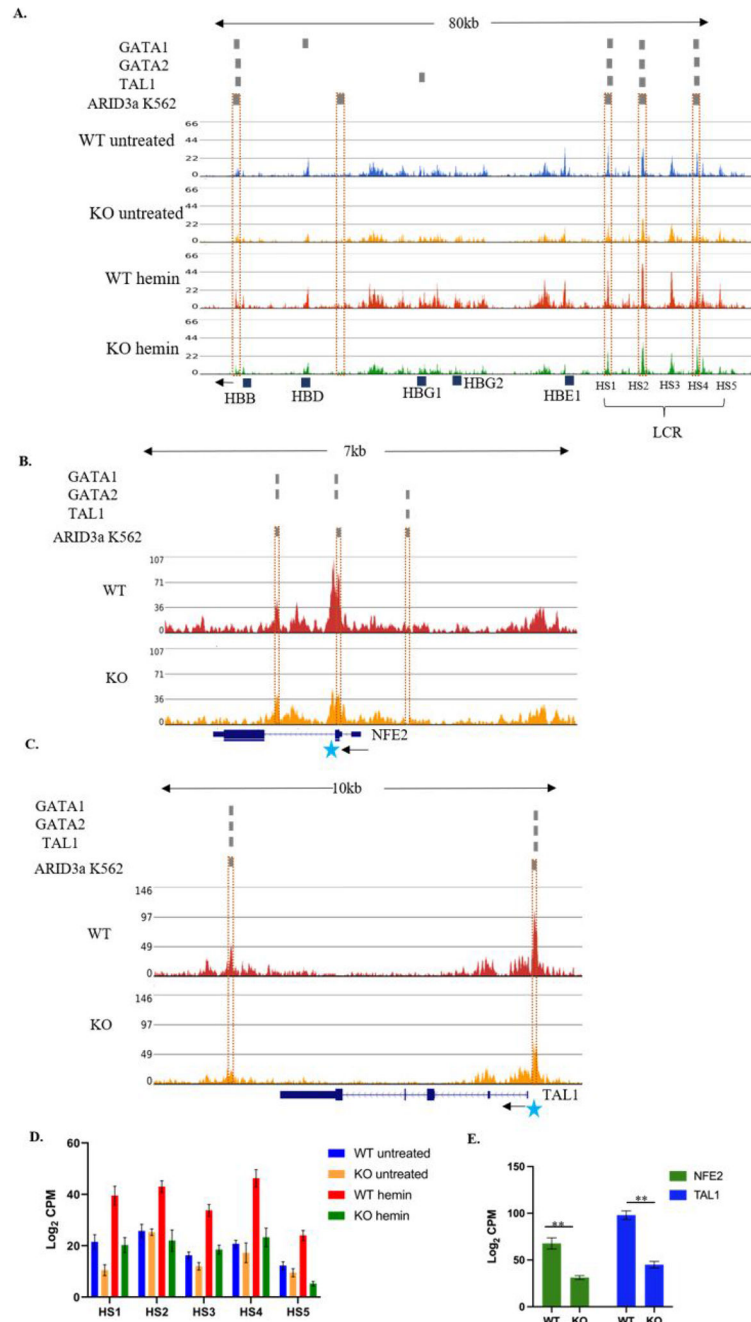 A.
80kb
GATA1
GATA2
TAL1
ARID3a K562
66
44
22
0
WT untreated
66
44
22
0
KO untreated
66
44
22
0
WT hemin
66
44
22
0
KO hemin
HBB HBD HBG1 HBG2 HBE1 HS1 HS2 HS3 HS4 HS5
LCR
B.
7kb
GATA1
GATA2
TAL1
ARID3a K562
107
71
36
0
WT
107
71
36
0
KO
NFE2
C.
10kb
GATA1
GATA2
TAL1
ARID3a K562
146
97
49
0
WT
146
97
49
0
KO
TAL1
D.
Log2 CPM
60
40
20
0
HS1 HS2 HS3 HS4 HS5
WT untreated
KO untreated
WT hemin
KO hemin
E.
Log2 CPM
150
100
50
0
** **
WT KO WT KO
NFE2
TAL1